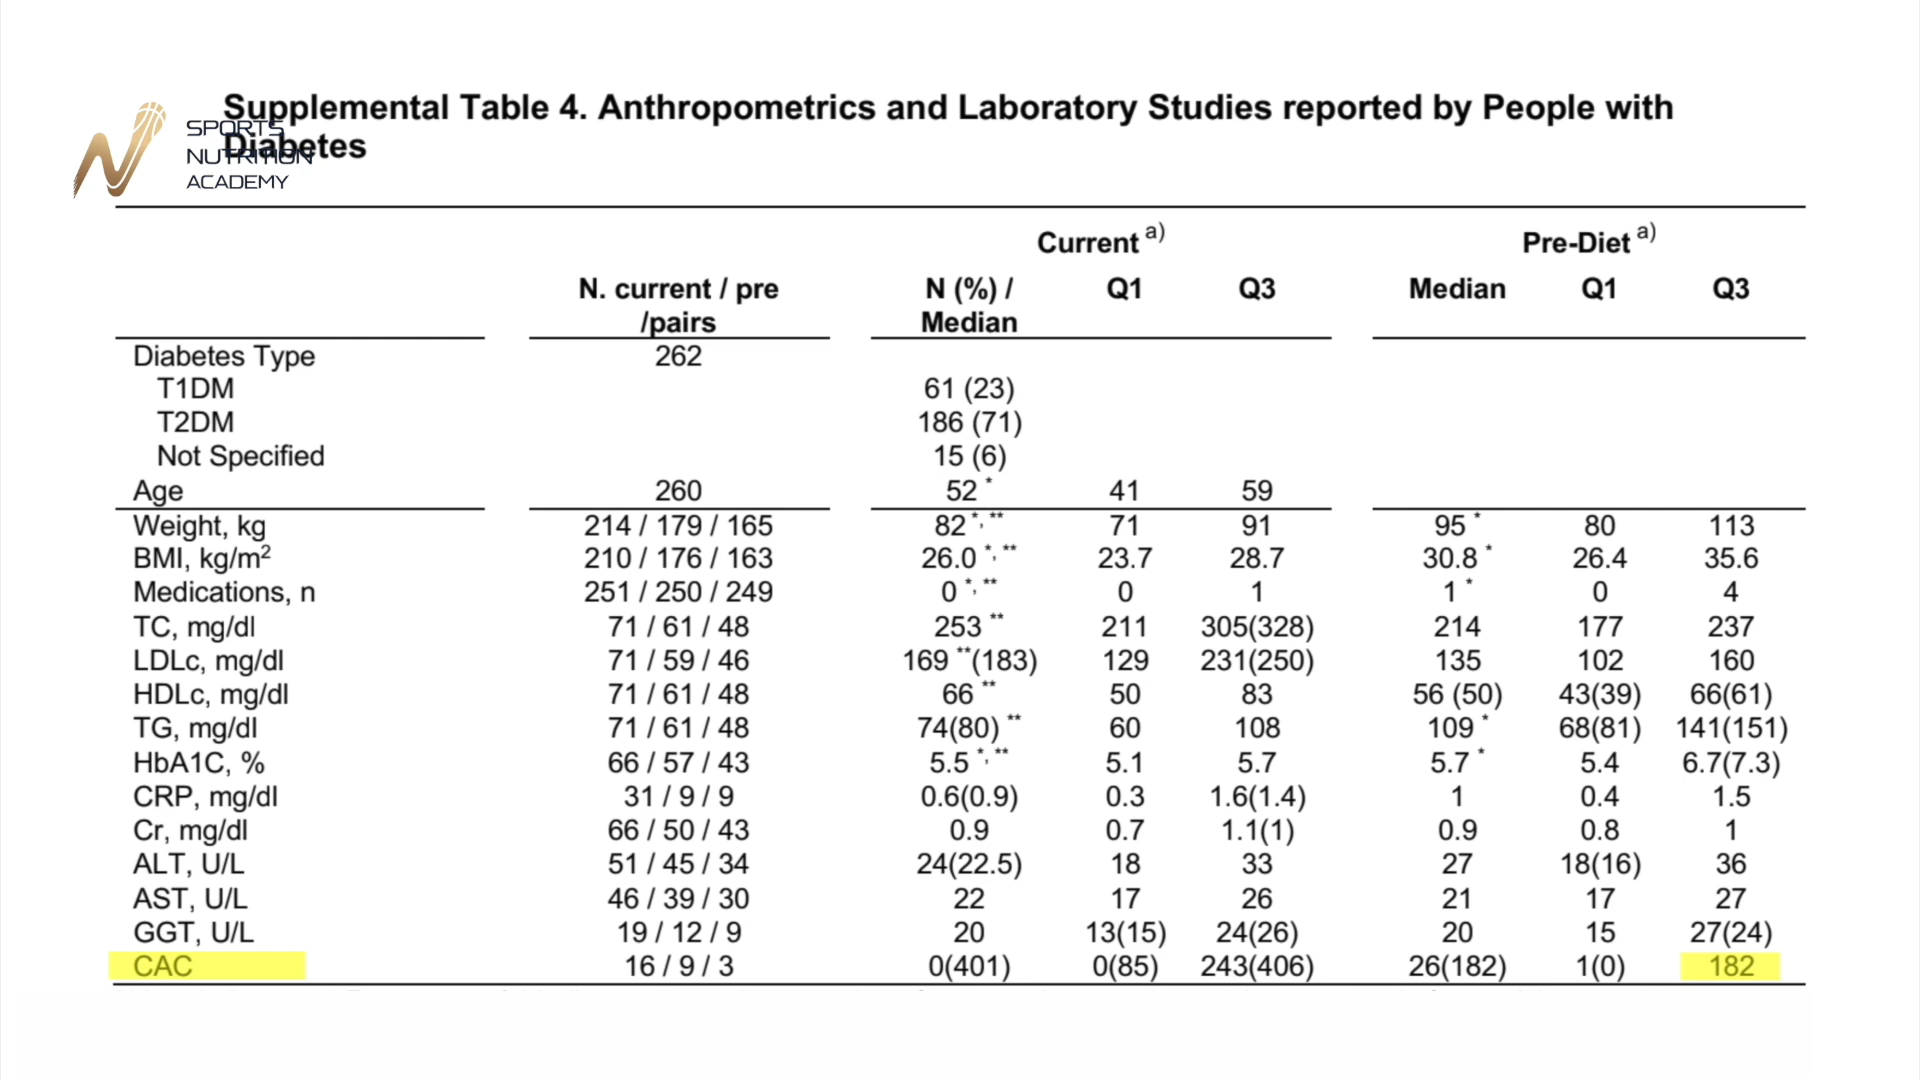 Supplemental Table 4. Anthropometrics and Laboratory Studies reported by People with
Diabetes
SPORTS
NUTRITION
ACADEMY
Current a) Pre-Diet a)
N. current / pre /pairs N (%) / Median Q1 Q3 Median Q1 Q3
Diabetes Type 262
T1DM 61 (23)
T2DM 186 (71)
Not Specified 15 (6)
Age 260 52 * 41 59
Weight, kg 214 / 179 / 165 82 *, ** 71 91 95 * 80 113
BMI, kg/m2 210 / 176 / 163 26.0 *, ** 23.7 28.7 30.8 * 26.4 35.6
Medications, n 251 / 250 / 249 0 *, ** 0 1 1 * 0 4
TC, mg/dl 71 / 61 / 48 253 ** 211 305(328) 214 177 237
LDLc, mg/dl 71 / 59 / 46 169 **(183) 129 231(250) 135 102 160
HDLc, mg/dl 71 / 61 / 48 66 ** 50 83 56 (50) 43(39) 66(61)
TG, mg/dl 71 / 61 / 48 74(80) ** 60 108 109 * 68(81) 141(151)
HbA1C, % 66 / 57 / 43 5.5 *, ** 5.1 5.7 5.7 * 5.4 6.7(7.3)
CRP, mg/dl 31 / 9 / 9 0.6(0.9) 0.3 1.6(1.4) 1 0.4 1.5
Cr, mg/dl 66 / 50 / 43 0.9 0.7 1.1(1) 0.9 0.8 1
ALT, U/L 51 / 45 / 34 24(22.5) 18 33 27 18(16) 36
AST, U/L 46 / 39 / 30 22 17 26 21 17 27
GGT, U/L 19 / 12 / 9 20 13(15) 24(26) 20 15 27(24)
CAC 16 / 9 / 3 0(401) 0(85) 243(406) 26(182) 1(0) 182